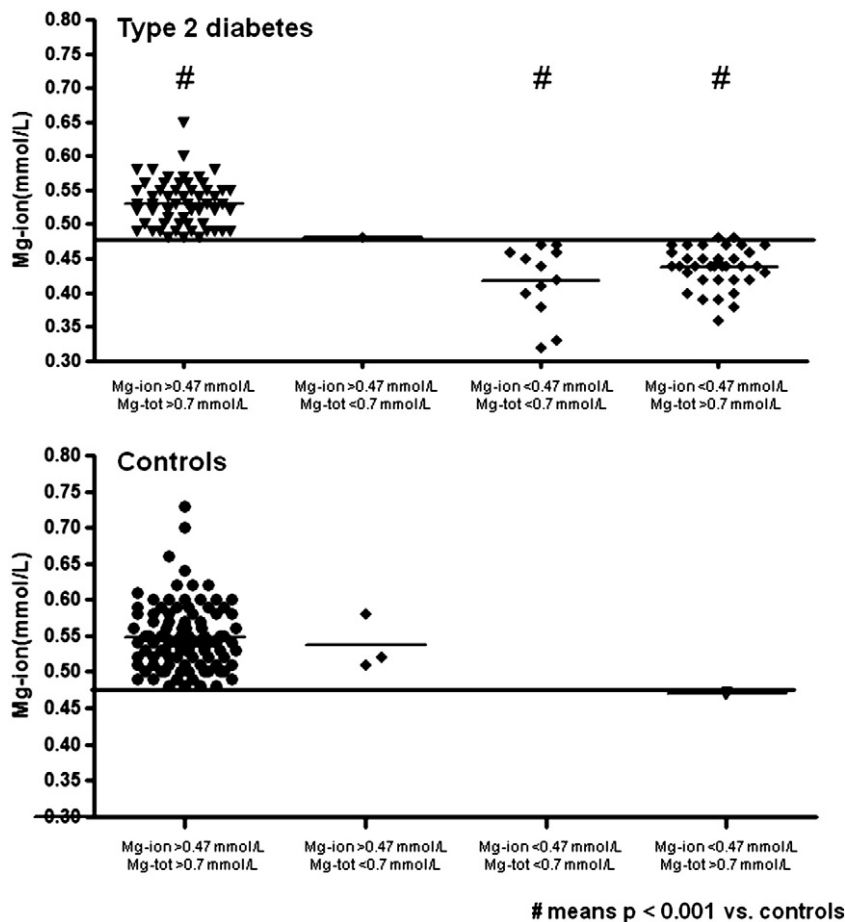 Type 2 diabetes
# # #
Mg-ion(mmol/L)
0.80
0.75
0.70
0.65
0.60
0.55
0.50
0.45
0.40
0.35
0.30
Mg-ion >0.47 mmol/L Mg-ion >0.47 mmol/L Mg-ion <0.47 mmol/L Mg-ion <0.47 mmol/L
Mg-tot >0.7 mmol/L Mg-tot <0.7 mmol/L Mg-tot <0.7 mmol/L Mg-tot >0.7 mmol/L
Controls
Mg-ion(mmol/L)
0.80
0.75
0.70
0.65
0.60
0.55
0.50
0.45
0.40
0.35
0.30
Mg-ion >0.47 mmol/L Mg-ion >0.47 mmol/L Mg-ion <0.47 mmol/L Mg-ion <0.47 mmol/L
Mg-tot >0.7 mmol/L Mg-tot <0.7 mmol/L Mg-tot <0.7 mmol/L Mg-tot >0.7 mmol/L
# means p < 0.001 vs. controls